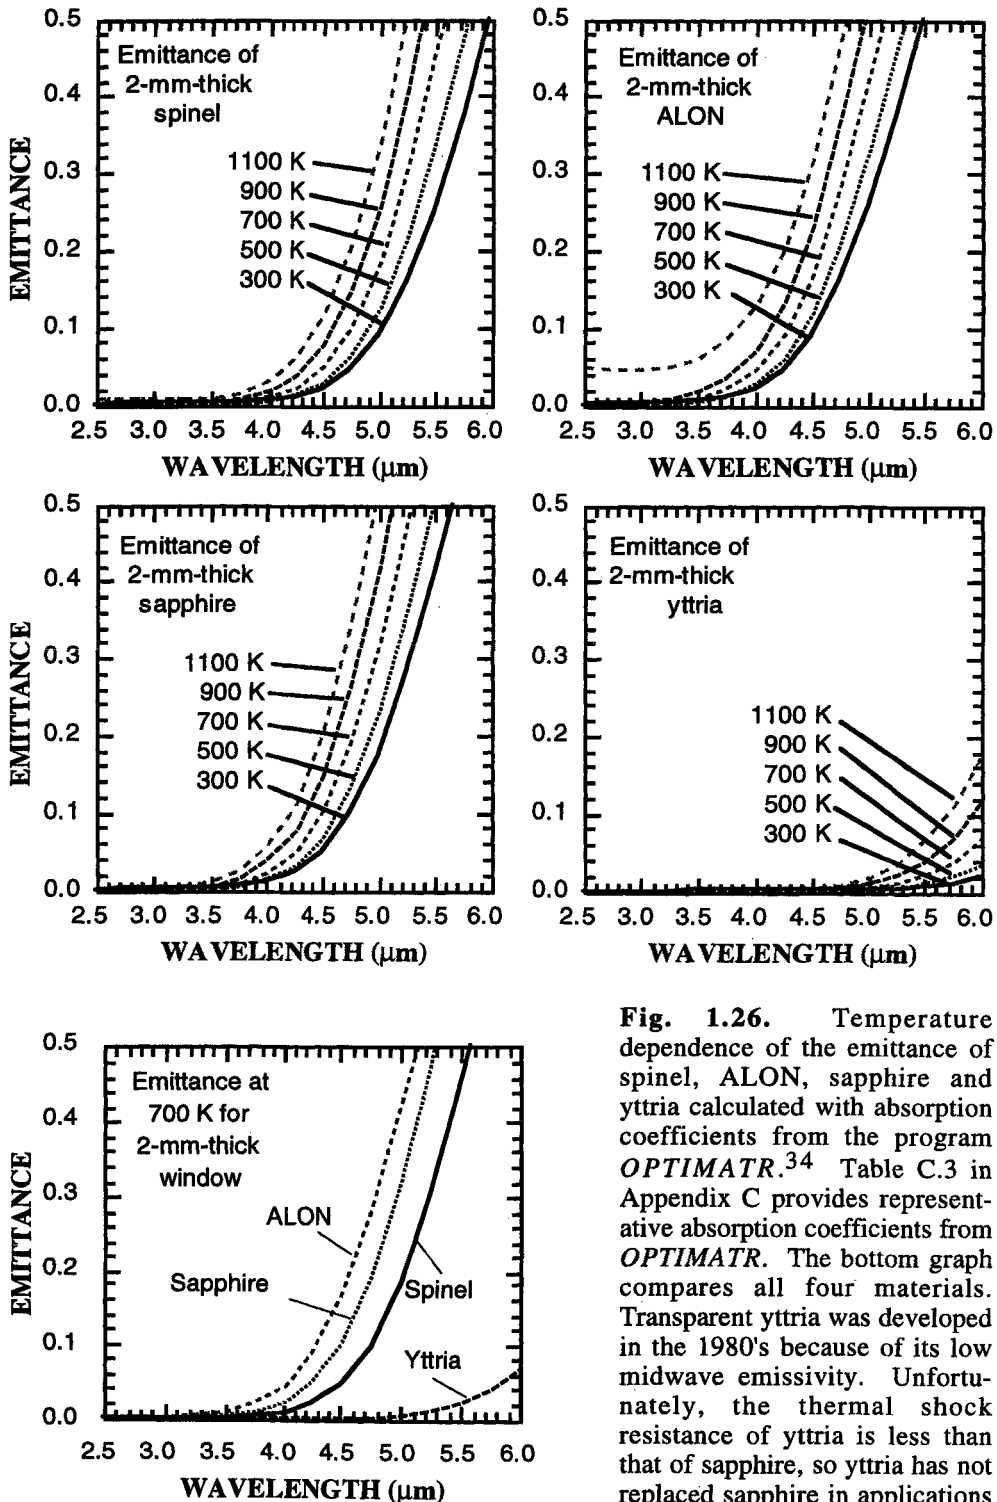 Emittance of
2-mm-thick
spinel
1100 K
900 K
700 K
500 K
300 K
EMITTANCE
0.5
0.4
0.3
0.2
0.1
0.0
2.5 3.0 3.5 4.0 4.5 5.0 5.5 6.0
WAVELENGTH (μm)
Emittance of
2-mm-thick
ALON
1100 K
900 K
700 K
500 K
300 K
0.5
0.4
0.3
0.2
0.1
0.0
2.5 3.0 3.5 4.0 4.5 5.0 5.5 6.0
WAVELENGTH (μm)
Emittance of
2-mm-thick
sapphire
1100 K
900 K
700 K
500 K
300 K
EMITTANCE
0.5
0.4
0.3
0.2
0.1
0.0
2.5 3.0 3.5 4.0 4.5 5.0 5.5 6.0
WAVELENGTH (μm)
Emittance of
2-mm-thick
yttria
1100 K
900 K
700 K
500 K
300 K
0.5
0.4
0.3
0.2
0.1
0.0
2.5 3.0 3.5 4.0 4.5 5.0 5.5 6.0
WAVELENGTH (μm)
Emittance at
700 K for
2-mm-thick
window
ALON
Sapphire
Spinel
Yttria
EMITTANCE
0.5
0.4
0.3
0.2
0.1
0.0
2.5 3.0 3.5 4.0 4.5 5.0 5.5 6.0
WAVELENGTH (μm)
Fig. 1.26. Temperature
dependence of the emittance of
spinel, ALON, sapphire and
yttria calculated with absorption
coefficients from the program
OPTIMATR.34 Table C.3 in
Appendix C provides represent-
ative absorption coefficients from
OPTIMATR. The bottom graph
compares all four materials.
Transparent yttria was developed
in the 1980's because of its low
midwave emissivity. Unfortu-
nately, the thermal shock
resistance of yttria is less than
that of sapphire, so yttria has not
replaced sapphire in applications